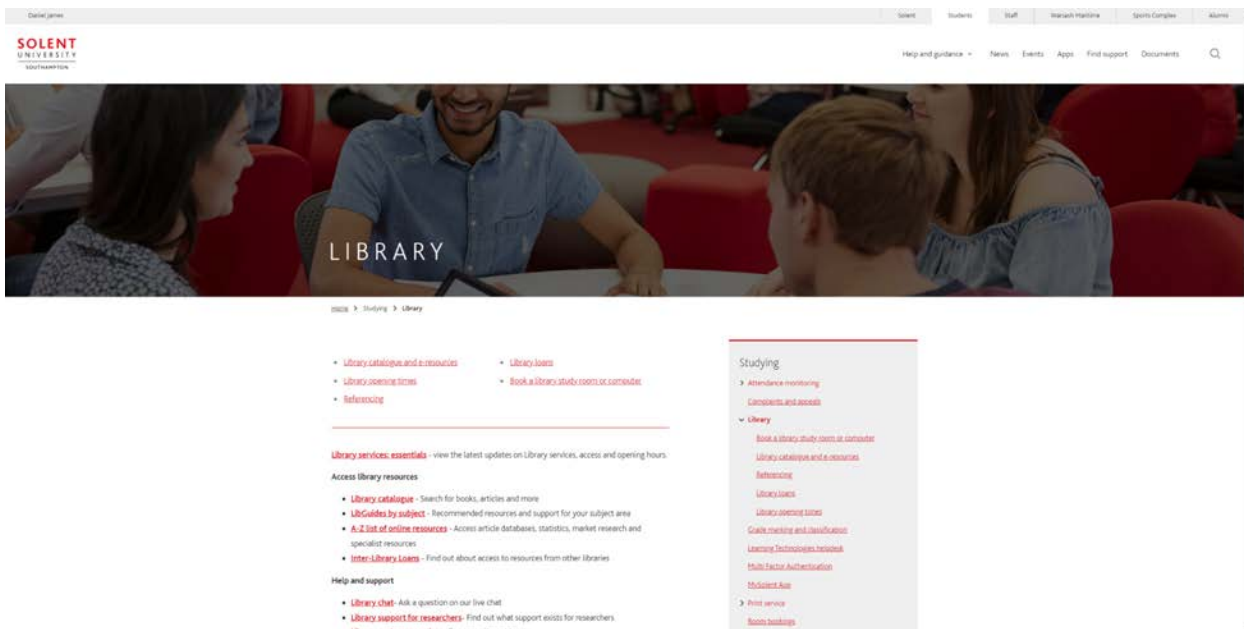 Daniel James
Solent Students Staff Warsash Maritime Sports Complex Alumni
SOLENT
UNIVERSITY
SOUTHAMPTON
Help and guidance News Events Apps Find support Documents
LIBRARY
Home > Studying > Library
Library catalogue and e-resources
Library loans
Library opening times
Book a library study room or computer
Referencing
Library services: essentials - view the latest updates on Library services, access and opening hours.
Access library resources
Library catalogue - Search for books, articles and more
LibGuides by subject - Recommended resources and support for your subject area
A-Z list of online resources - Access article databases, statistics, market research and
specialist resources
Inter-Library Loans - Find out about access to resources from other libraries
Help and support
Library chat- Ask a question on our live chat
Library support for researchers- Find out what support exists for researchers
Studying
Attendance monitoring
Complaints and appeals
Library
Book a library study room or computer
Library catalogue and e-resources
Referencing
Library loans
Library opening times
Grade marking and classification
Learning Technologies helpdesk
Multi Factor Authentication
MySolent App
Print service
Room bookings